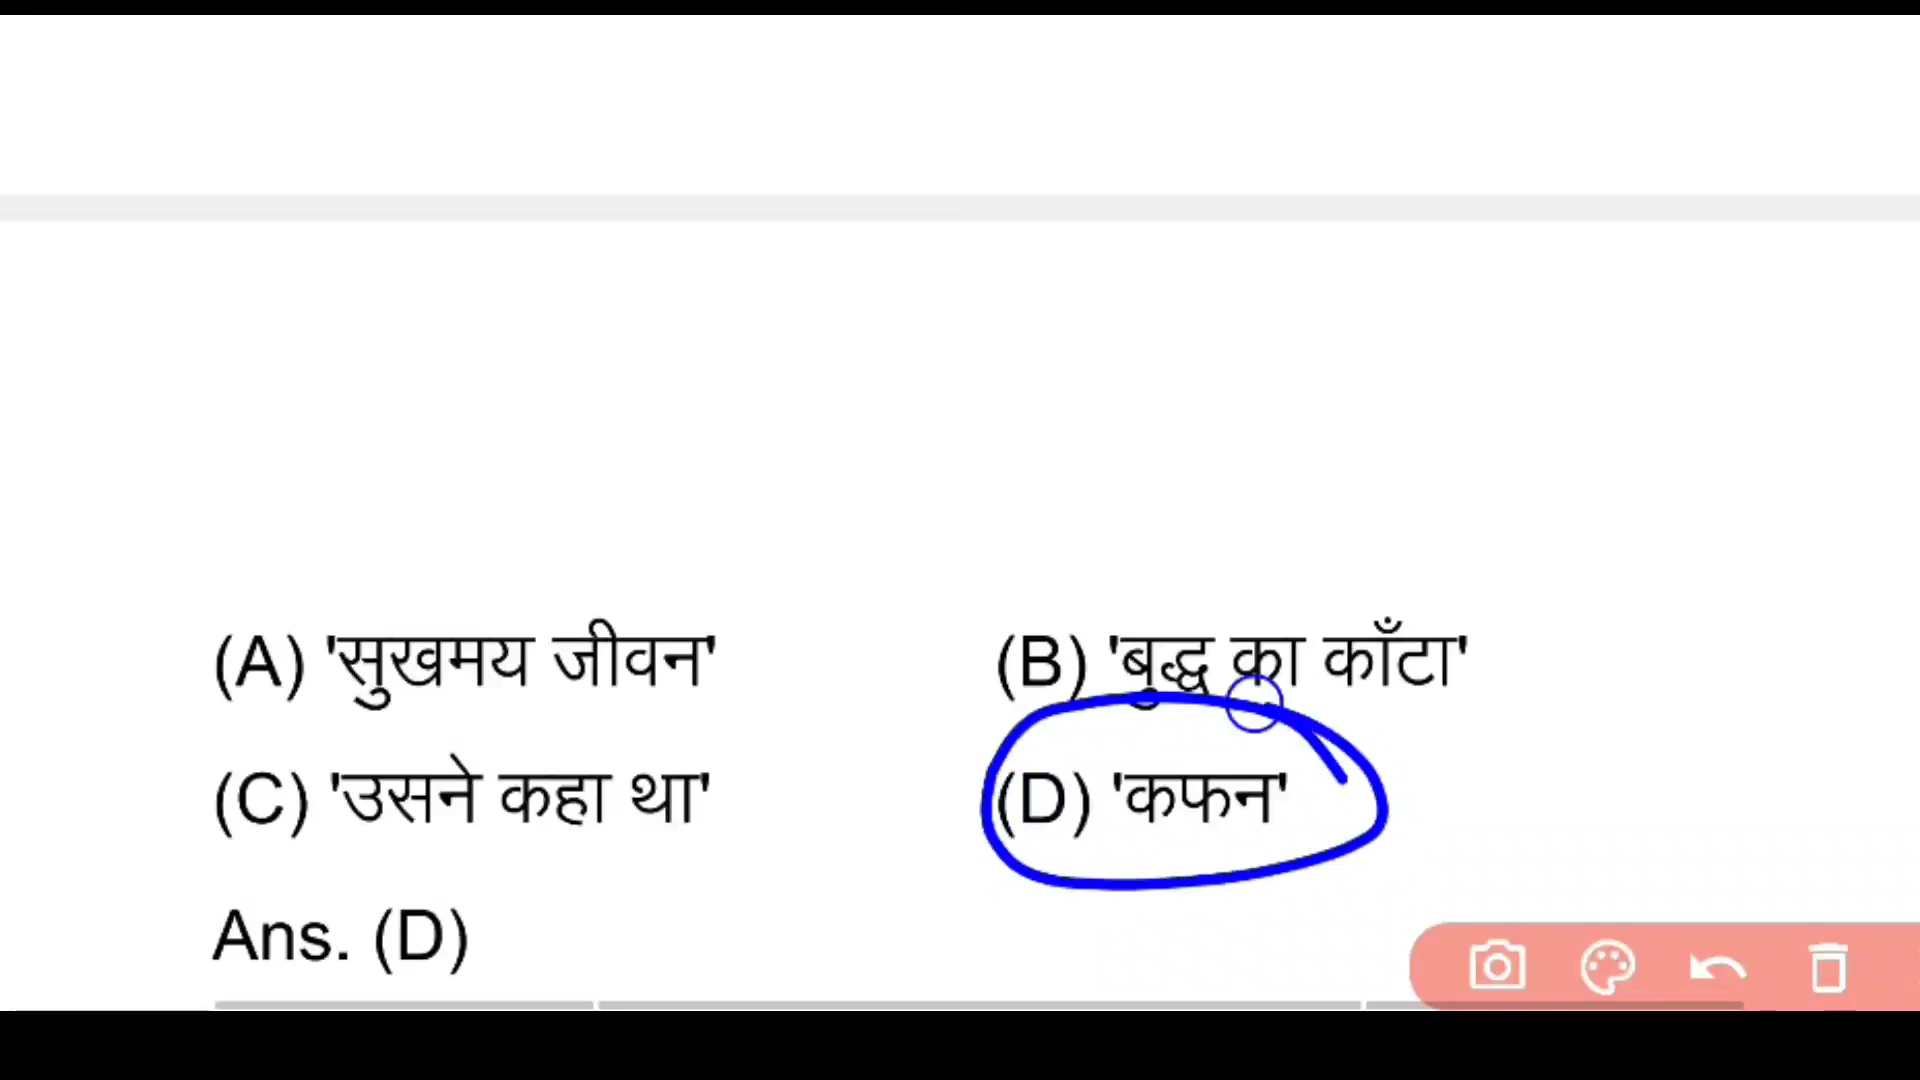 (A) 'सुखमय जीवन' (B) 'बुद्ध का काँटा'
(C) 'उसने कहा था' (D) 'कफन'
Ans. (D)